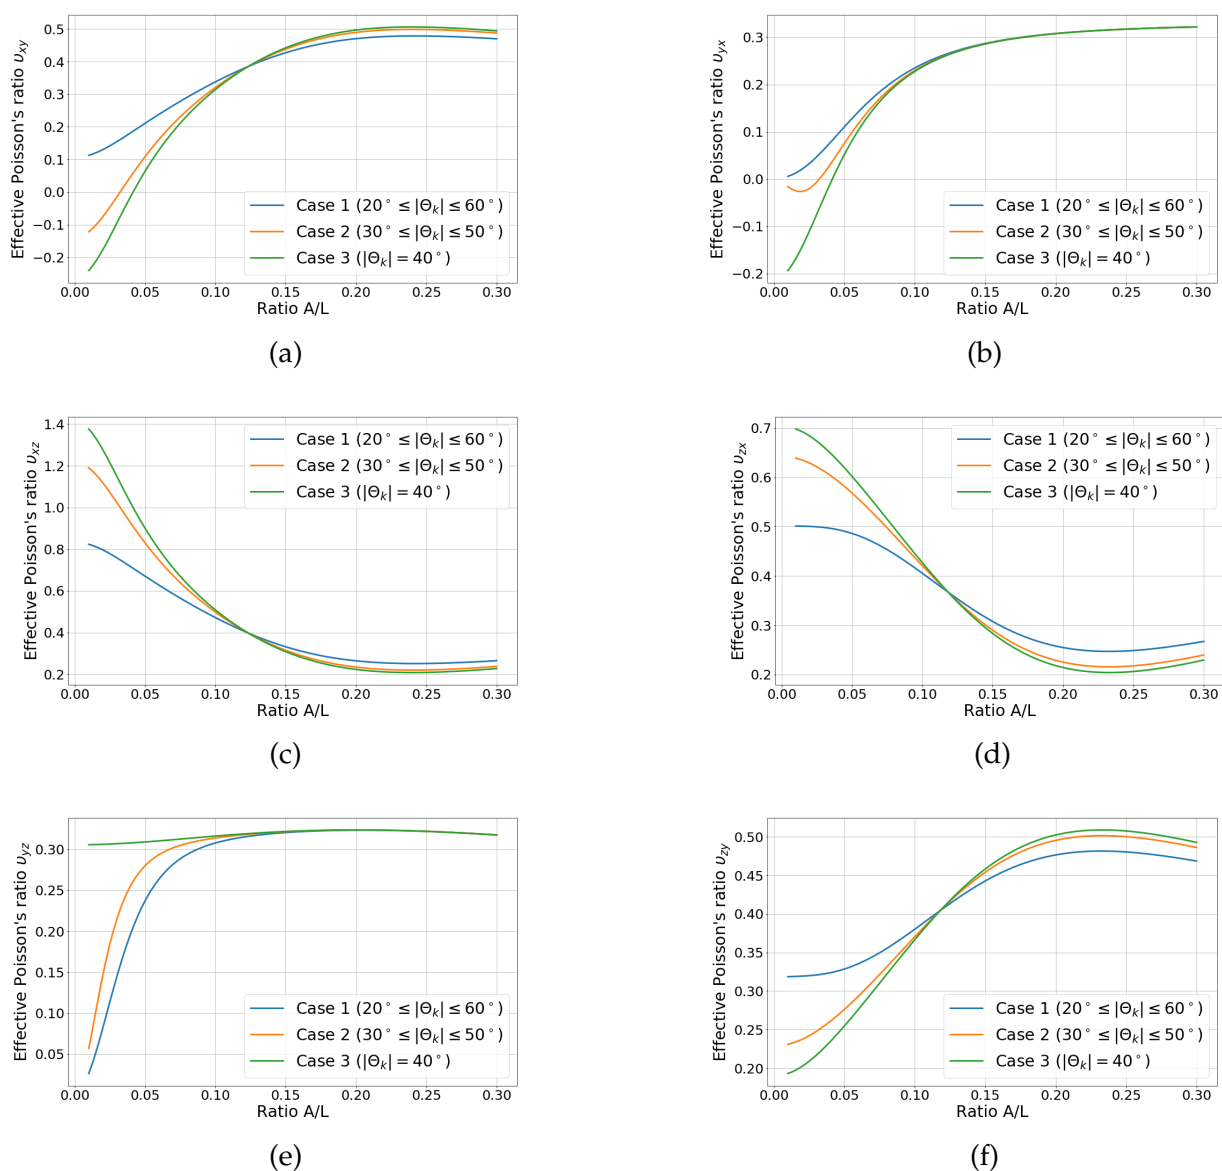 Effective Poisson's ratio υxy
0.5
0.4
0.3
0.2
0.1
0.0
−0.1
−0.2
Case 1 (20° ≤ |Θk| ≤ 60°)
Case 2 (30° ≤ |Θk| ≤ 50°)
Case 3 (|Θk| = 40°)
0.00 0.05 0.10 0.15 0.20 0.25 0.30
Ratio A/L
(a)
Effective Poisson's ratio υyx
0.3
0.2
0.1
0.0
−0.1
−0.2
Case 1 (20° ≤ |Θk| ≤ 60°)
Case 2 (30° ≤ |Θk| ≤ 50°)
Case 3 (|Θk| = 40°)
0.00 0.05 0.10 0.15 0.20 0.25 0.30
Ratio A/L
(b)
Effective Poisson's ratio υxz
1.4
1.2
1.0
0.8
0.6
0.4
0.2
Case 1 (20° ≤ |Θk| ≤ 60°)
Case 2 (30° ≤ |Θk| ≤ 50°)
Case 3 (|Θk| = 40°)
0.00 0.05 0.10 0.15 0.20 0.25 0.30
Ratio A/L
(c)
Effective Poisson's ratio υzx
0.7
0.6
0.5
0.4
0.3
0.2
Case 1 (20° ≤ |Θk| ≤ 60°)
Case 2 (30° ≤ |Θk| ≤ 50°)
Case 3 (|Θk| = 40°)
0.00 0.05 0.10 0.15 0.20 0.25 0.30
Ratio A/L
(d)
Effective Poisson's ratio υyz
0.30
0.25
0.20
0.15
0.10
0.05
Case 1 (20° ≤ |Θk| ≤ 60°)
Case 2 (30° ≤ |Θk| ≤ 50°)
Case 3 (|Θk| = 40°)
0.00 0.05 0.10 0.15 0.20 0.25 0.30
Ratio A/L
(e)
Effective Poisson's ratio υzy
0.50
0.45
0.40
0.35
0.30
0.25
0.20
Case 1 (20° ≤ |Θk| ≤ 60°)
Case 2 (30° ≤ |Θk| ≤ 50°)
Case 3 (|Θk| = 40°)
0.00 0.05 0.10 0.15 0.20 0.25 0.30
Ratio A/L
(f)